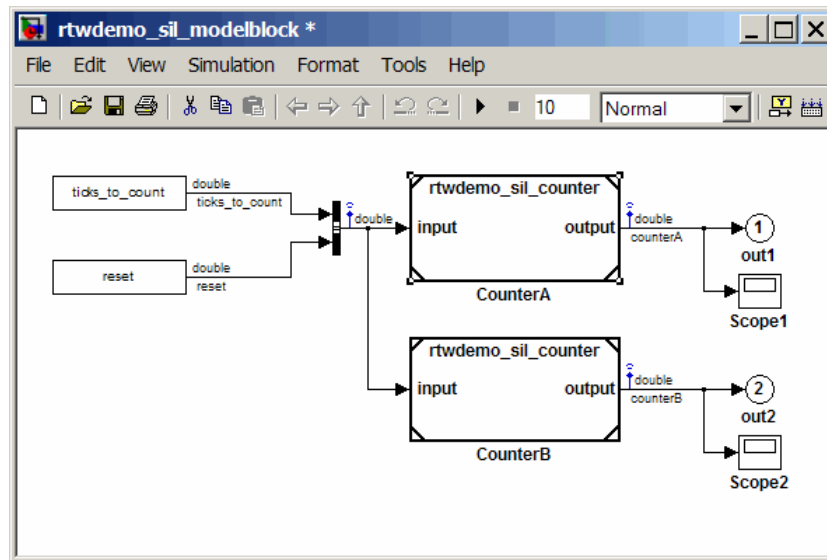 rtwdemo_sil_modelblock *
File Edit View Simulation Format Tools Help
10 Normal
ticks_to_count
double
ticks_to_count
reset
double
reset
double
rtwdemo_sil_counter
input output
CounterA
double
counterA
1
out1
Scope1
rtwdemo_sil_counter
input output
CounterB
double
counterB
2
out2
Scope2